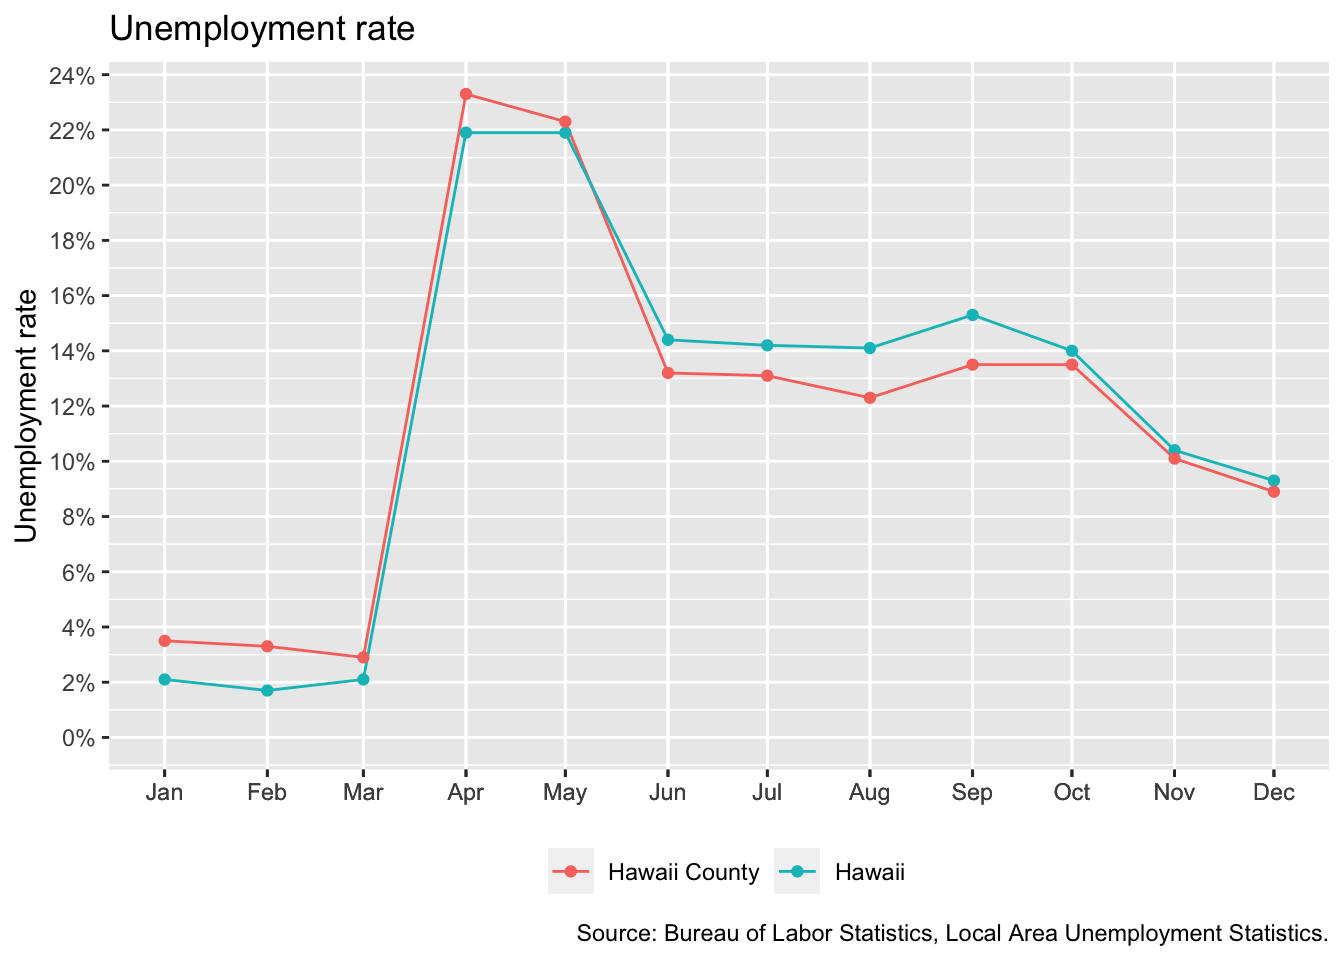 Unemployment rate
24%
22%
20%
18%
16%
14%
12%
10%
8%
6%
4%
2%
0%
Unemployment rate
Jan Feb Mar Apr May Jun Jul Aug Sep Oct Nov Dec
Hawaii County Hawaii
Source: Bureau of Labor Statistics, Local Area Unemployment Statistics.